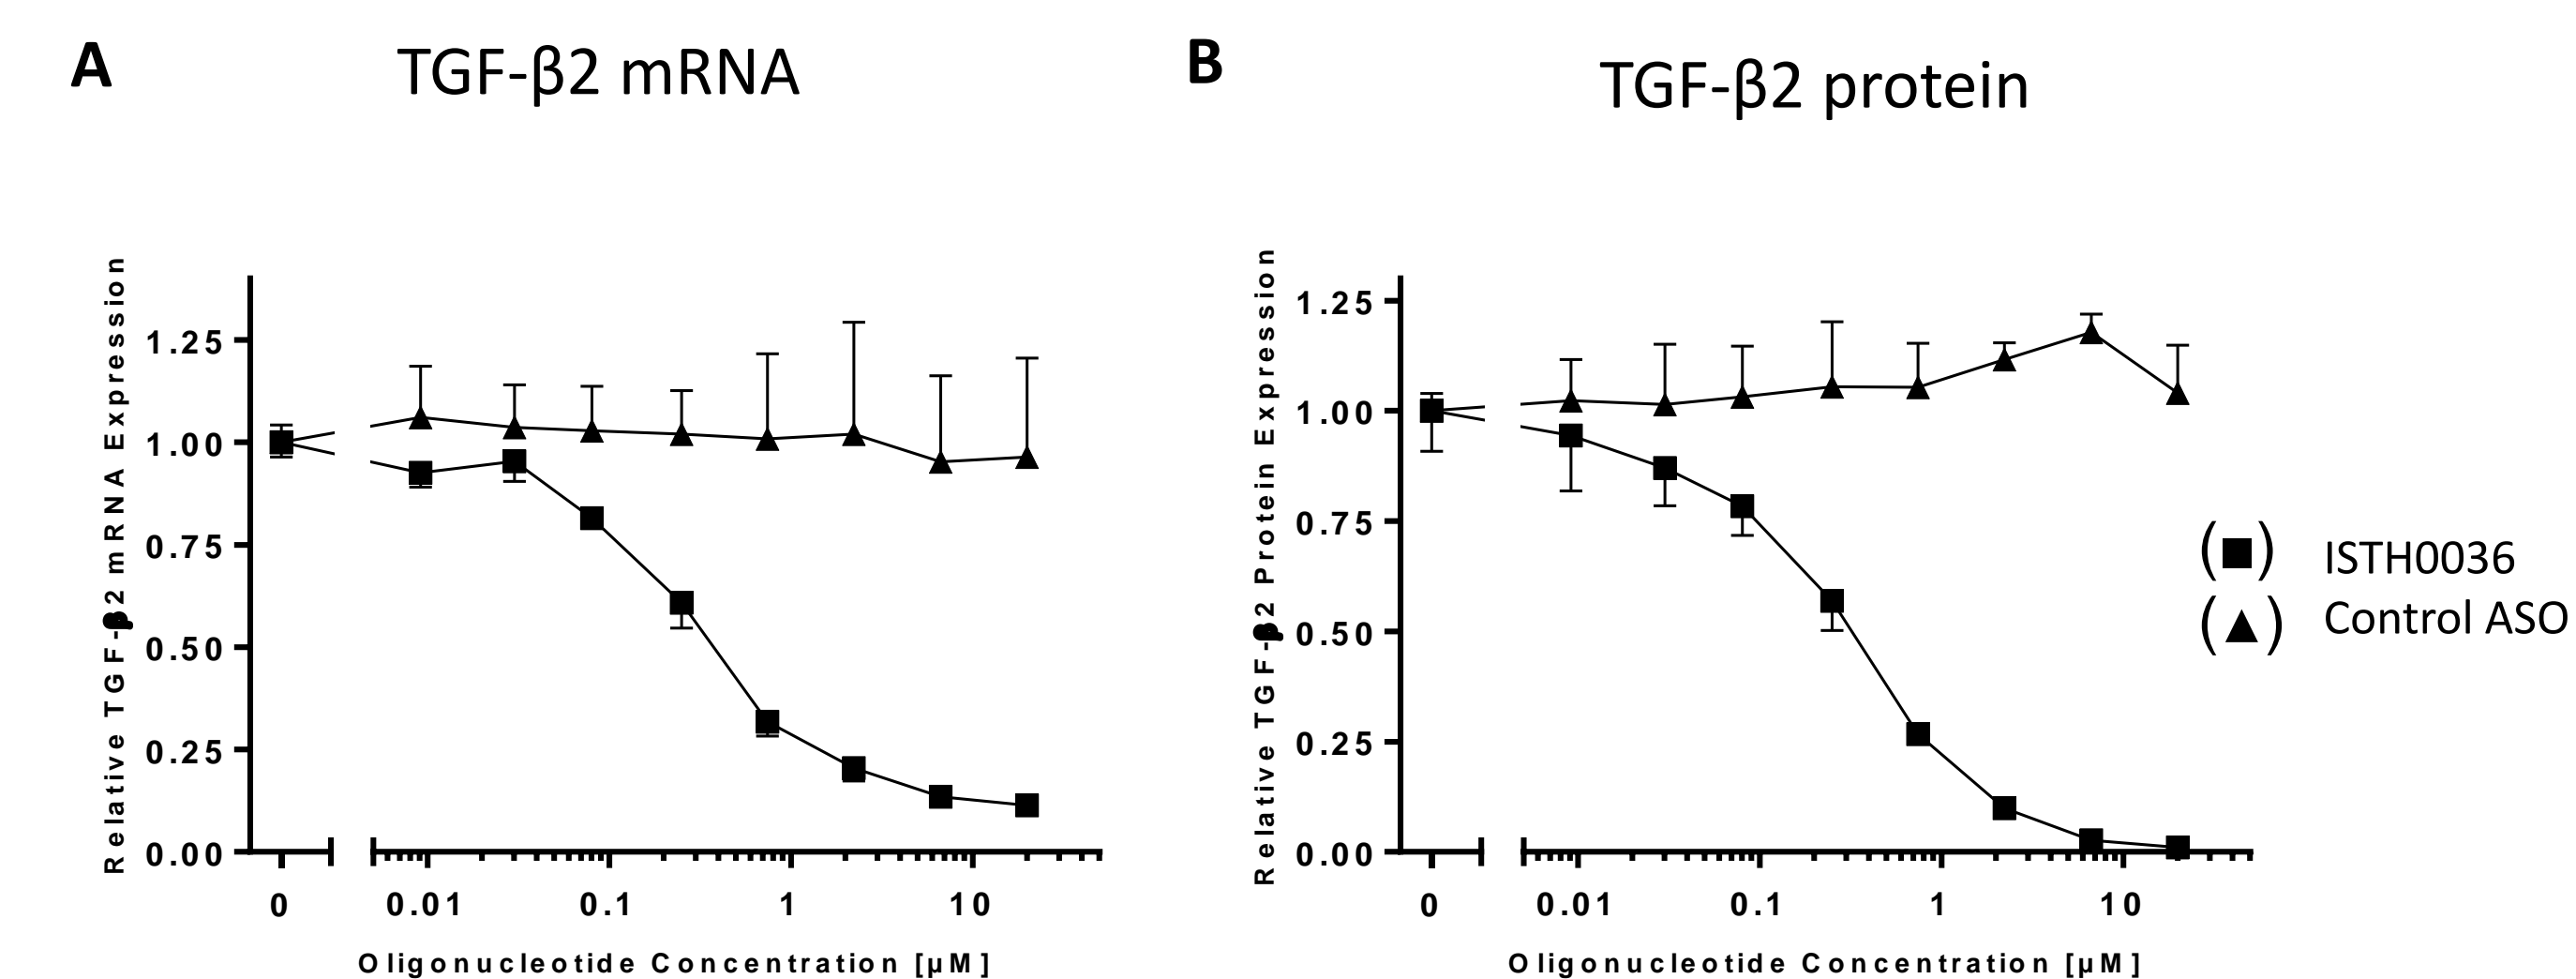 A
TGF-β2 mRNA
Relative TGF-β2 mRNA Expression
1.25
1.00
0.75
0.50
0.25
0.00
0 0.01 0.1 1 10
Oligonucleotide Concentration [µM]
B
TGF-β2 protein
Relative TGF-β2 Protein Expression
1.25
1.00
0.75
0.50
0.25
0.00
0 0.01 0.1 1 10
Oligonucleotide Concentration [µM]
(■) ISTH0036
(▲) Control ASO